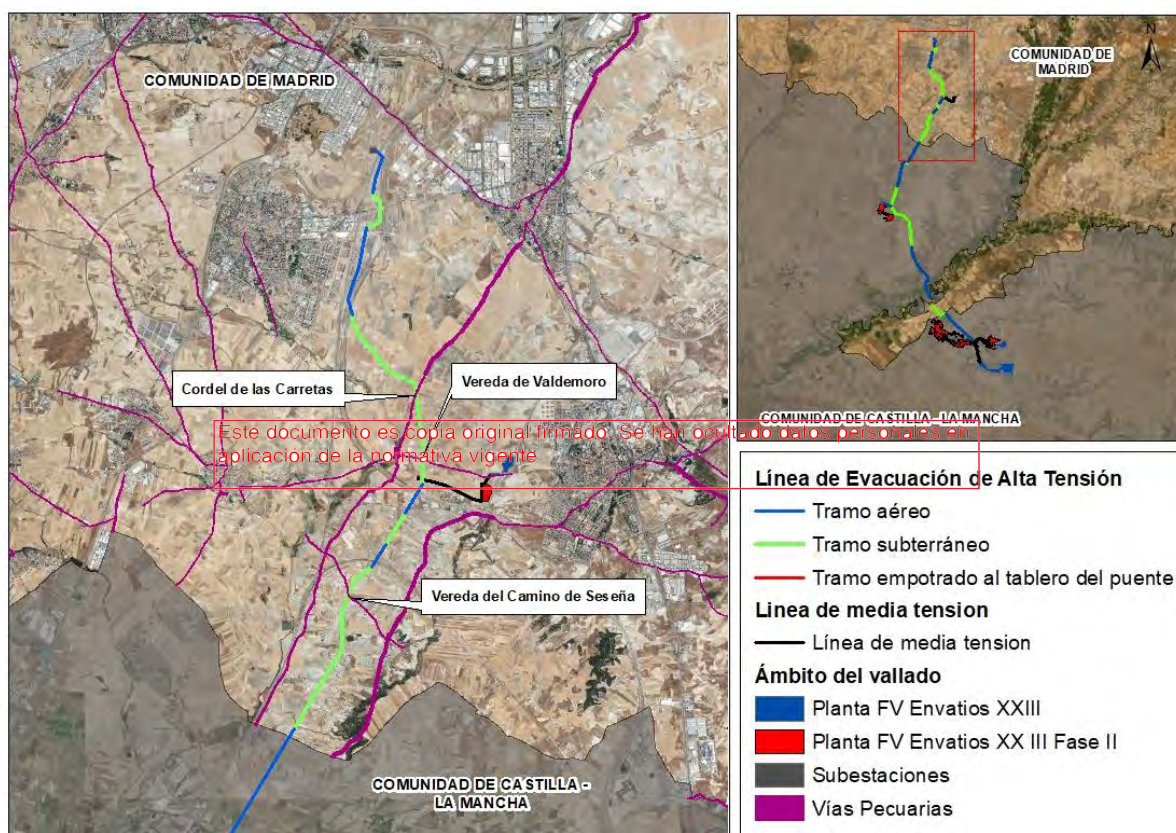 COMUNIDAD DE MADRID
Cordel de las Carretas
Vereda de Valdemoro
Este documento es copia original firmado. Se han ocultado datos personales en
aplicación de la normativa vigente
Vereda del Camino de Seseña
COMUNIDAD DE CASTILLA -
LA MANCHA
COMUNIDAD DE
MADRID
N
COMUNIDAD DE CASTILLA - LA MANCHA
Línea de Evacuación de Alta Tensión
Tramo aéreo
Tramo subterráneo
Tramo empotrado al tablero del puente
Linea de media tension
Línea de media tension
Ámbito del vallado
Planta FV Envatios XXIII
Planta FV Envatios XX III Fase II
Subestaciones
Vías Pecuarias